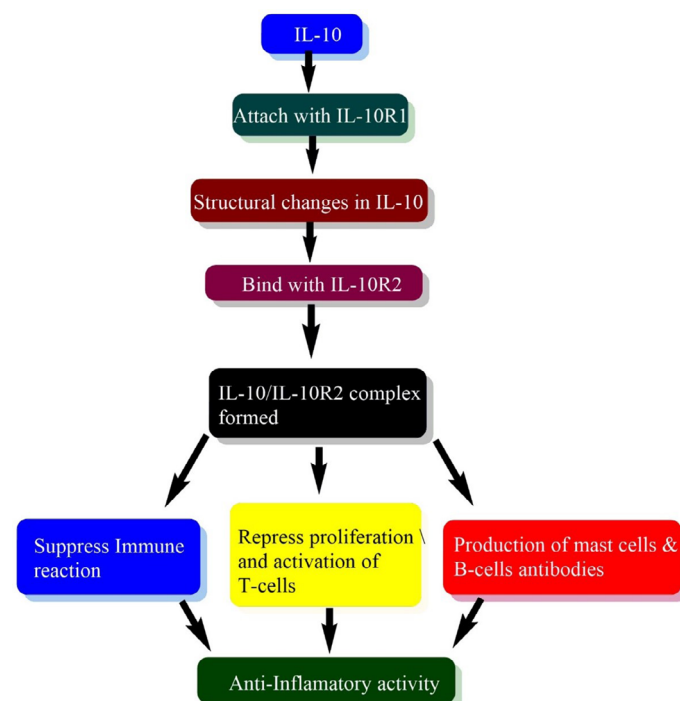 IL-10
Attach with IL-10R1
Structural changes in IL-10
Bind with IL-10R2
IL-10/IL-10R2 complex
formed
Suppress Immune
reaction
Repress proliferation \
and activation of
T-cells
Production of mast cells &
B-cells antibodies
Anti-Inflamatory activity